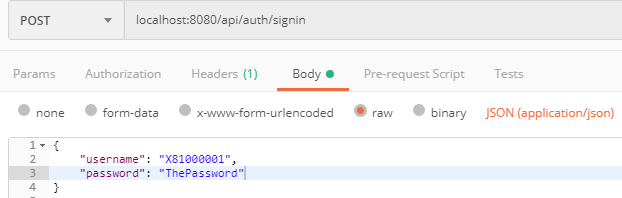 POST localhost:8080/api/auth/signin
Params Authorization Headers (1) Body Pre-request Script Tests
none form-data x-www-form-urlencoded raw binary JSON (application/json)
1 {
2 "username": "X81000001",
3 "password": "ThePassword"
4 }